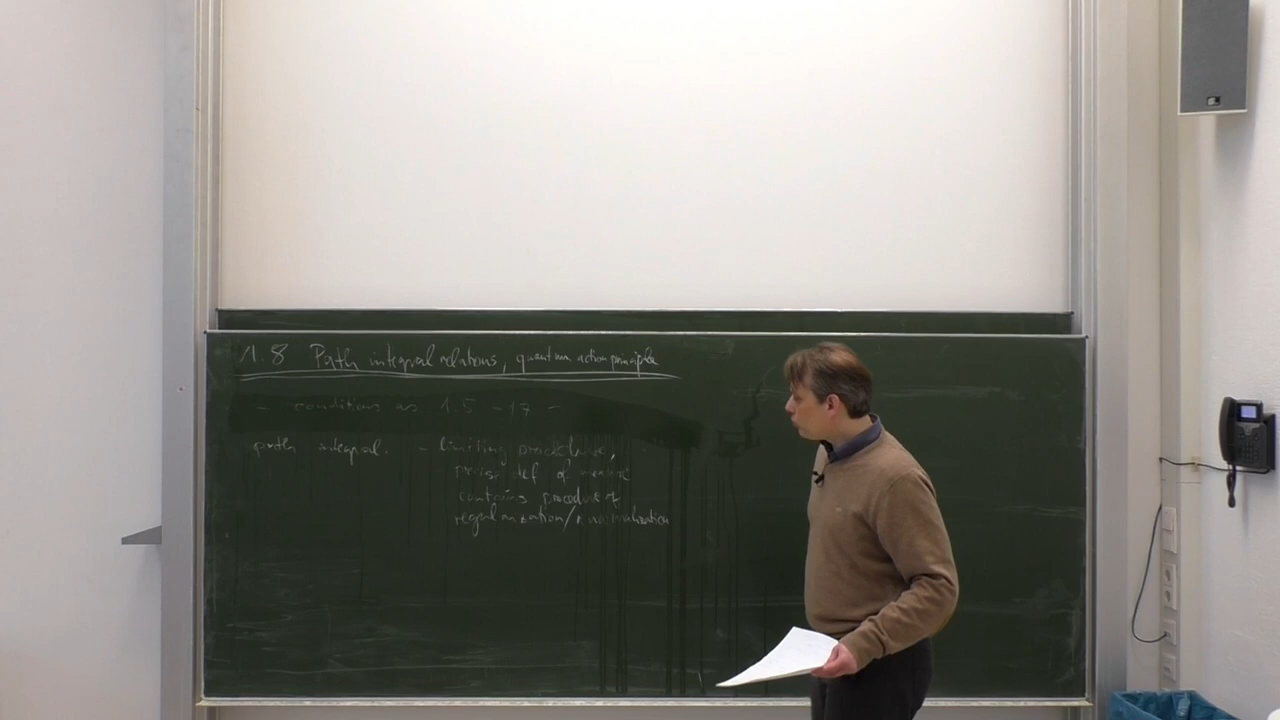 1.8 Path integral relations, quantum action principle
- conditions as 1.5 - 1.7 -
path integral. - limiting procedure,
precise def of measure
contains procedure of
regularization/renormalization